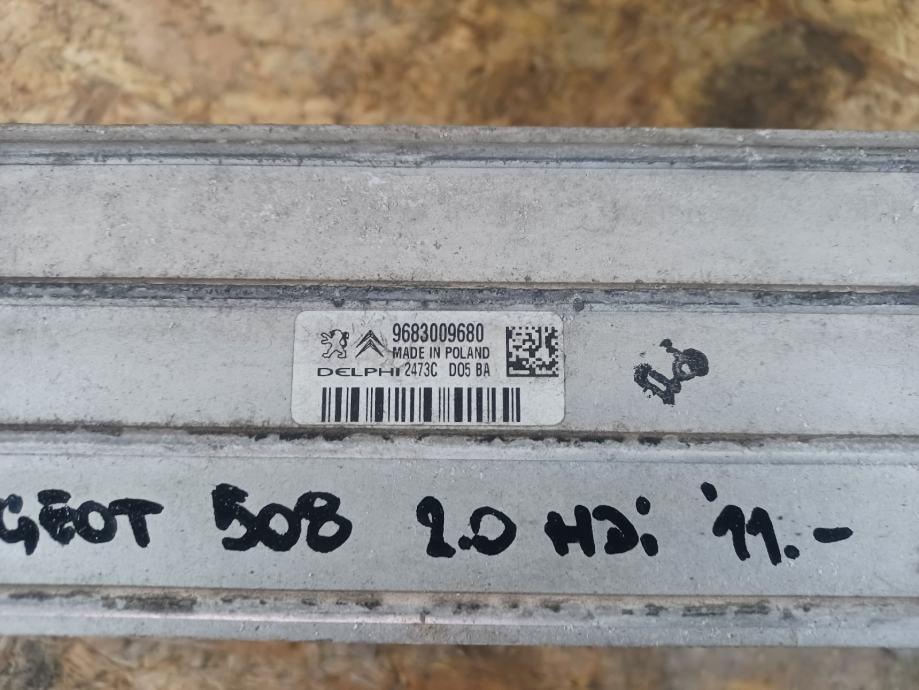 9683009680
MADE IN POLAND
DELPHI 2473C D05 BA
GEOT 508 2.0 HDi '11.-